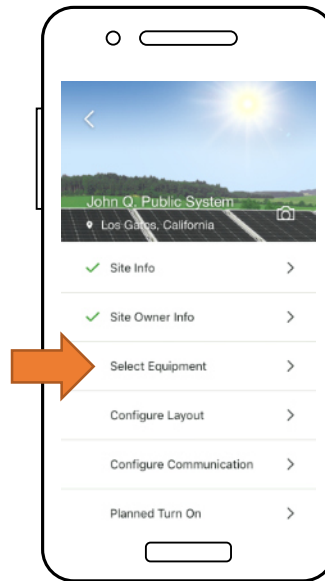 John Q. Public System
Los Gatos, California
Site Info
Site Owner Info
Select Equipment
Configure Layout
Configure Communication
Planned Turn On